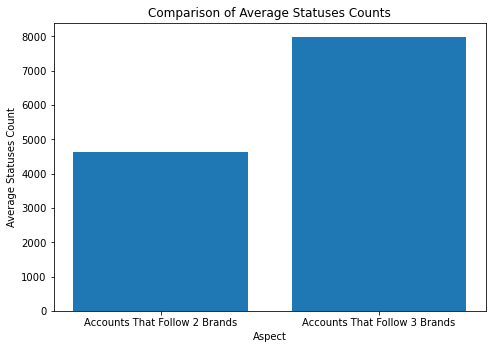 Comparison of Average Statuses Counts
8000
7000
6000
5000
4000
3000
2000
1000
0
Average Statuses Count
Accounts That Follow 2 Brands
Accounts That Follow 3 Brands
Aspect